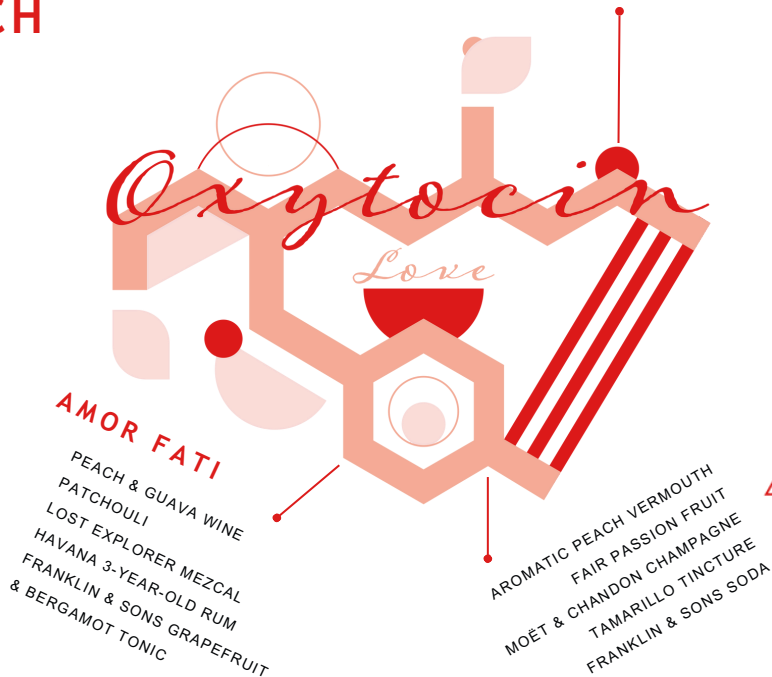 CH
Oxytocin
Love
AMOR FATI
PEACH & GUAVA WINE
PATCHOULI
LOST EXPLORER MEZCAL
HAVANA 3-YEAR-OLD RUM
FRANKLIN & SONS GRAPEFRUIT
& BERGAMOT TONIC
AROMATIC PEACH VERMOUTH
FAIR PASSION FRUIT
MOËT & CHANDON CHAMPAGNE
TAMARILLO TINCTURE
FRANKLIN & SONS SODA